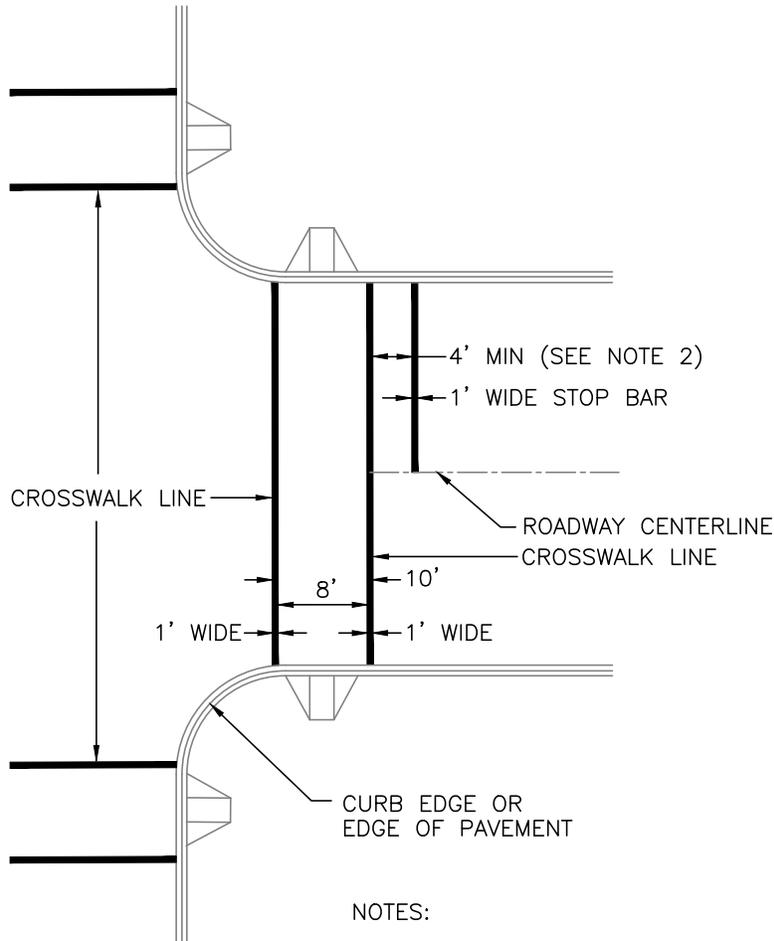 4' MIN (SEE NOTE 2)
1' WIDE STOP BAR
CROSSWALK LINE
ROADWAY CENTERLINE
CROSSWALK LINE
10'
8'
1' WIDE
1' WIDE
CURB EDGE OR
EDGE OF PAVEMENT
NOTES: